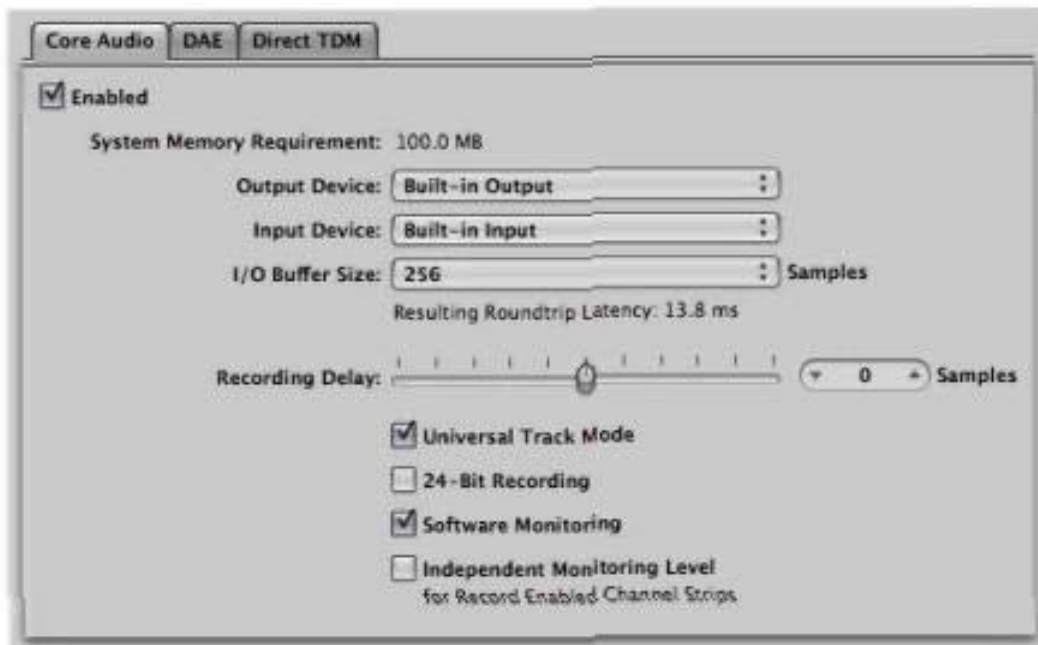 Core Audio DAE Direct TDM
Enabled
System Memory Requirement: 100.0 MB
Output Device: Built-in Output
Input Device: Built-in Input
I/O Buffer Size: 256 Samples
Resulting Roundtrip Latency: 13.8 ms
Recording Delay: 0 Samples
Universal Track Mode
24-Bit Recording
Software Monitoring
Independent Monitoring Level
for Record Enabled Channel Strips